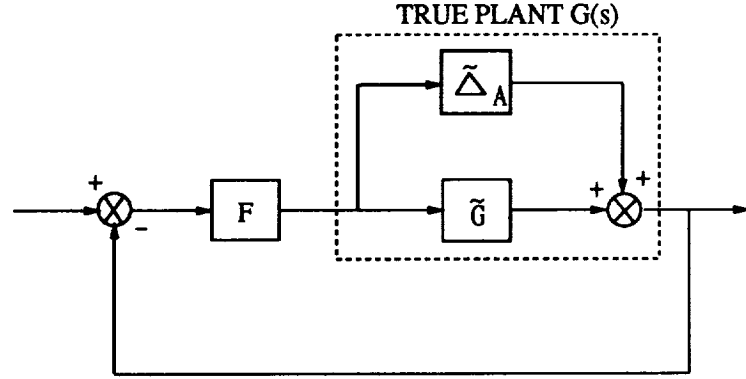 TRUE PLANT G(s)
Δ̃A
+
F
+
+
G̃
-